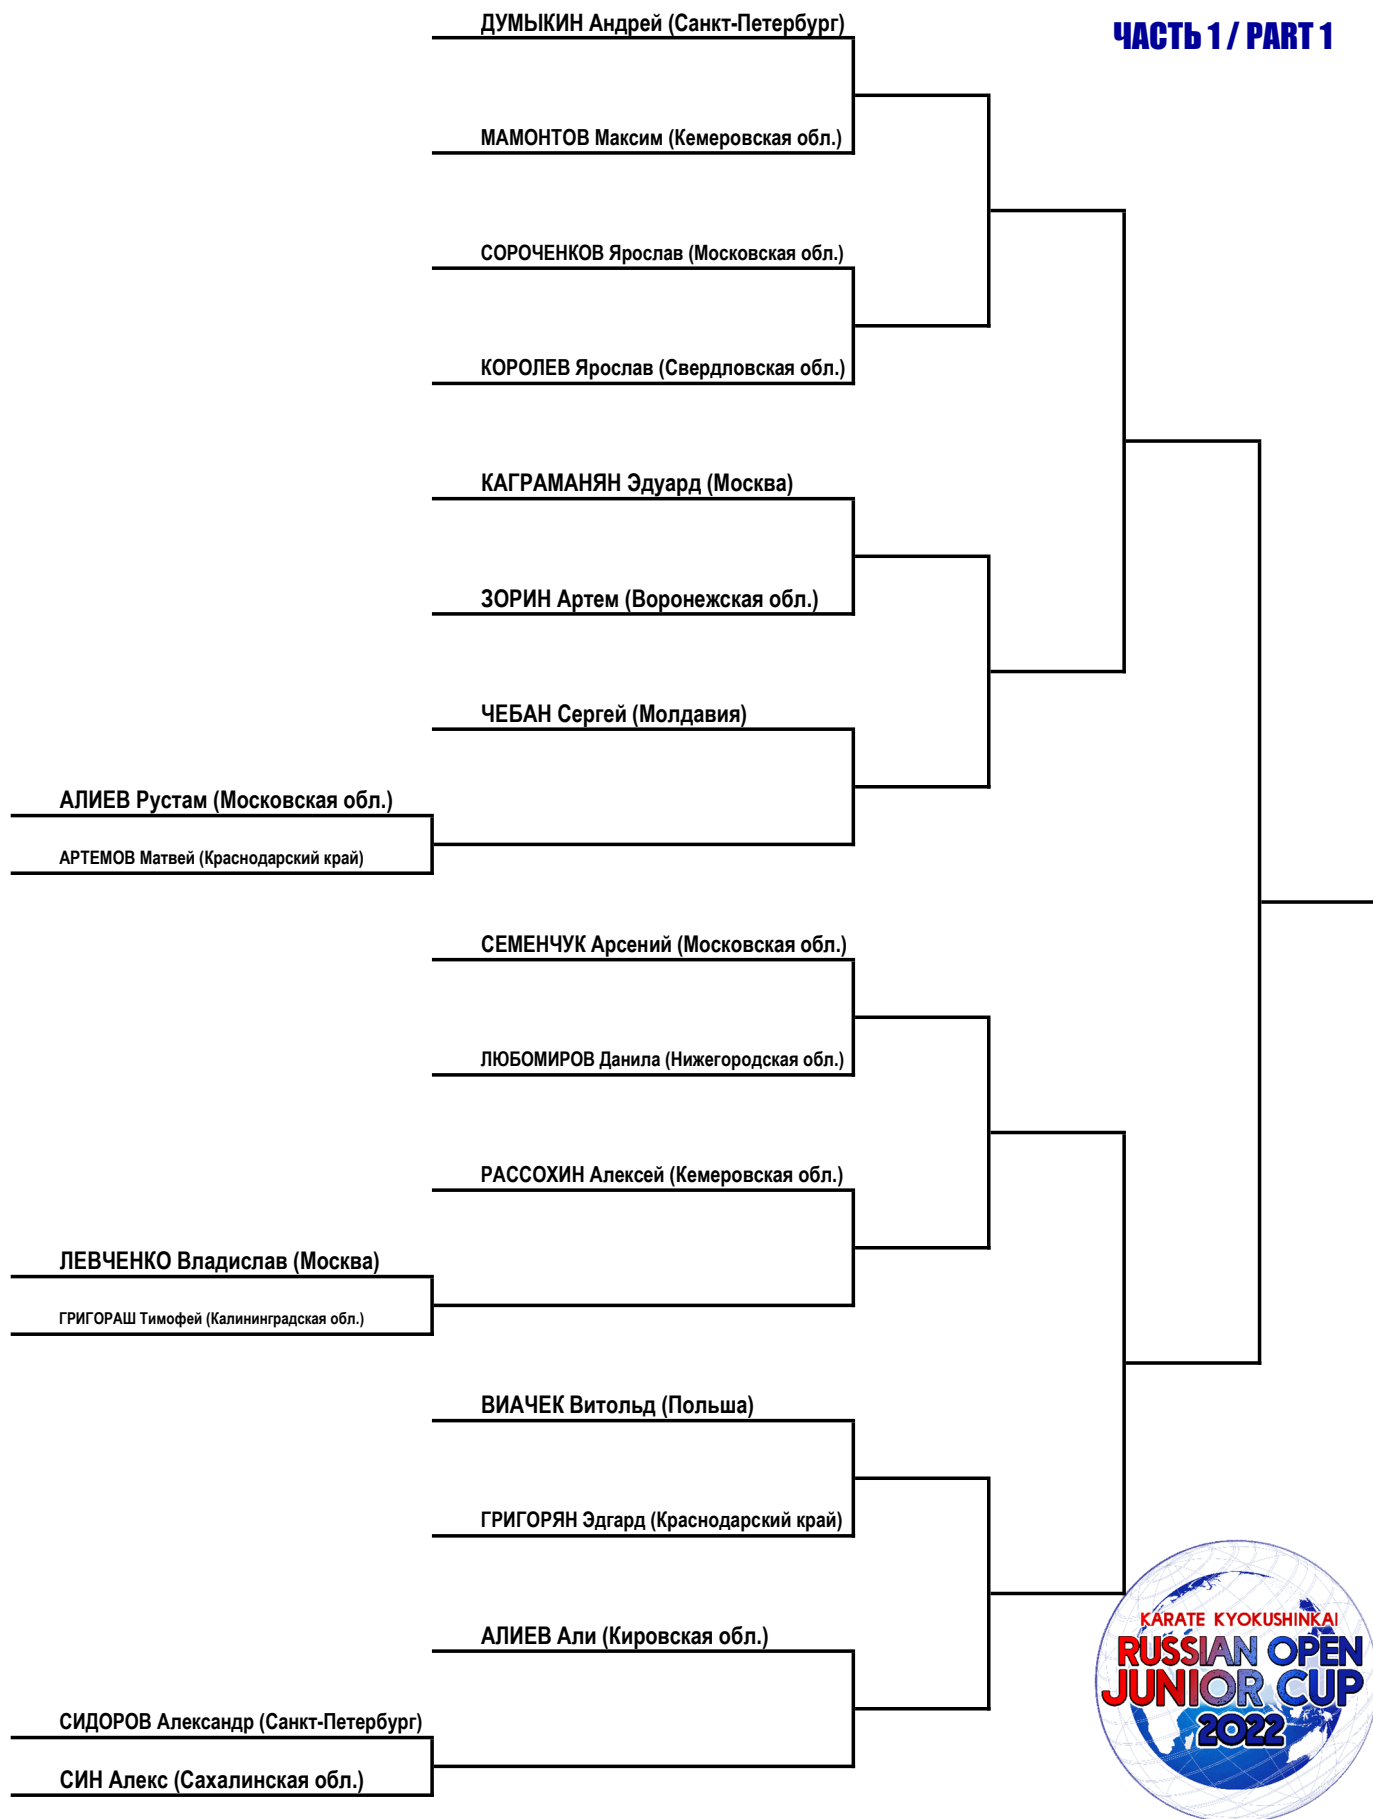 ДУМЫКИН Андрей (Санкт-Петербург)
ЧАСТЬ 1 / PART 1
МАМОНТОВ Максим (Кемеровская обл.)
СОРОЧЕНКОВ Ярослав (Московская обл.)
КОРОЛЕВ Ярослав (Свердловская обл.)
КАГРАМАНЯН Эдуард (Москва)
ЗОРИН Артем (Воронежская обл.)
ЧЕБАН Сергей (Молдавия)
АЛИЕВ Рустам (Московская обл.)
АРТЕМОВ Матвей (Краснодарский край)
СЕМЕНЧУК Арсений (Московская обл.)
ЛЮБОМИРОВ Данила (Нижегородская обл.)
РАССОХИН Алексей (Кемеровская обл.)
ЛЕВЧЕНКО Владислав (Москва)
ГРИГОРАШ Тимофей (Калининградская обл.)
ВИАЧЕК Витольд (Польша)
ГРИГОРЯН Эдгард (Краснодарский край)
АЛИЕВ Али (Кировская обл.)
СИДОРОВ Александр (Санкт-Петербург)
СИН Алекс (Сахалинская обл.)
KARATE KYOKUSHINKAI
RUSSIAN OPEN
JUNIOR CUP
2022